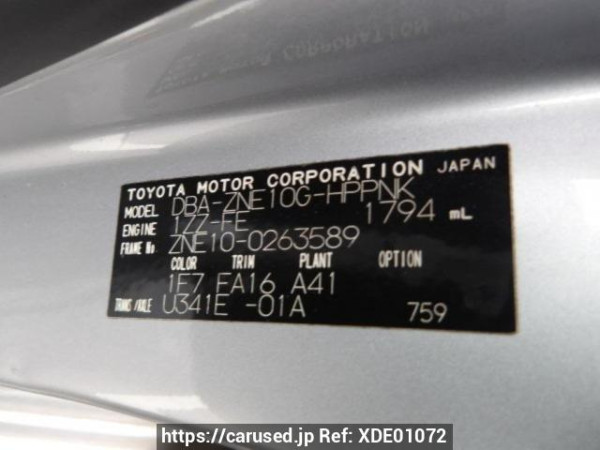 TOYOTA MOTOR CORPORATION JAPAN
MODEL DBA-ZNE10G-HPPNK
ENGINE 1ZZ-FE 1794 mL
FRAME No. ZNE10-0263589
COLOR TRIM PLANT OPTION
1F7 FA16 A41
TRANS/AXLE U341E -01A 759
https://carused.jp Ref: XDE01072